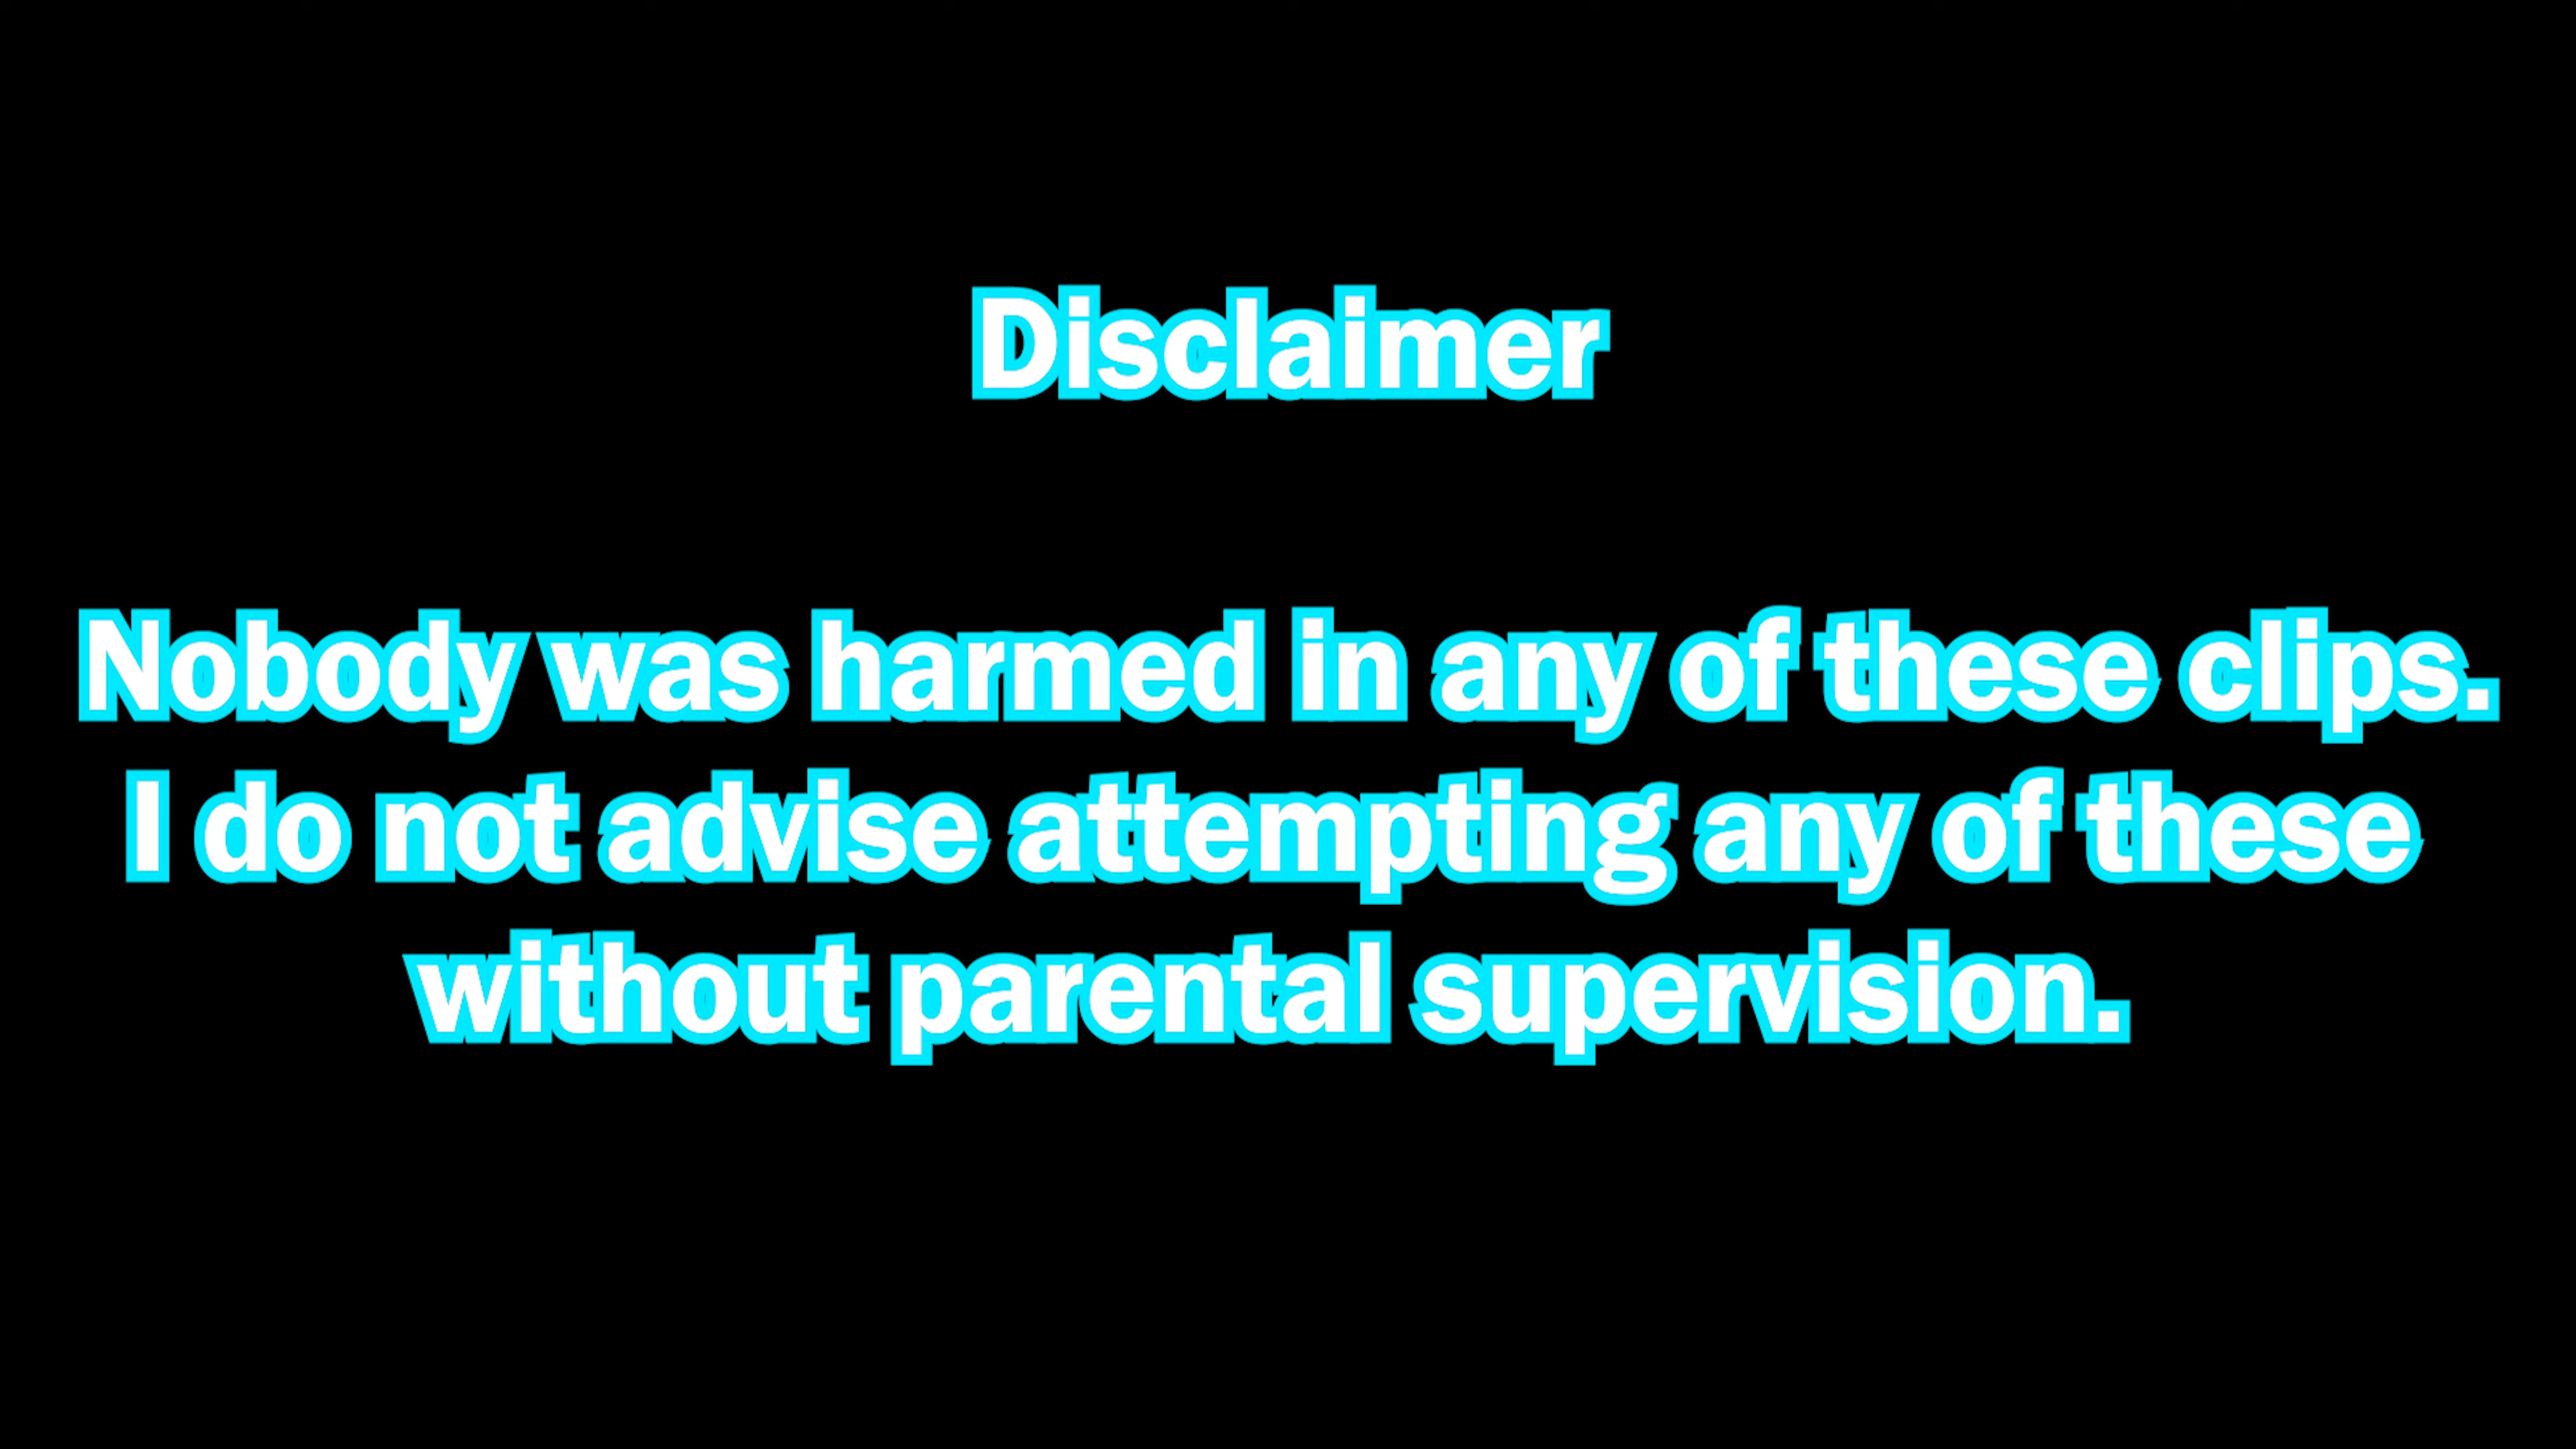 Disclaimer
Nobody was harmed in any of these clips.
I do not advise attempting any of these
without parental supervision.